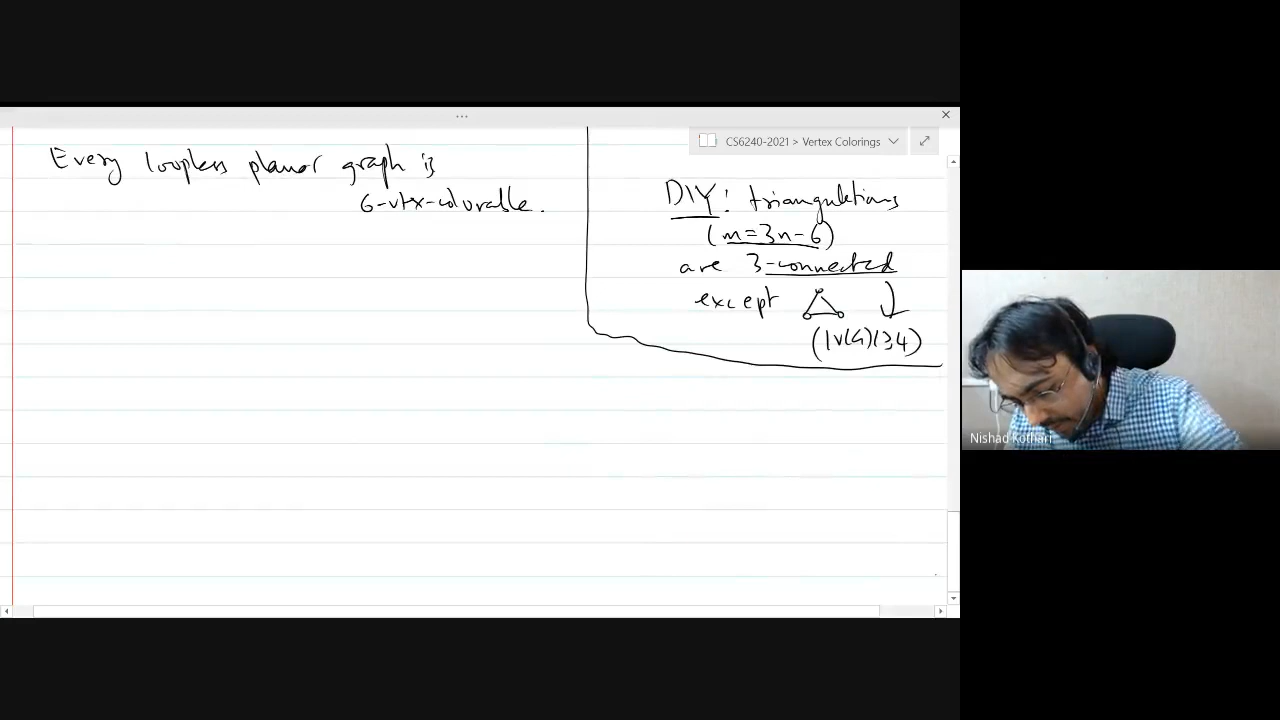 CS6240-2021 > Vertex Colorings
Every loopless planar graph is
6-vtx-colorable.
DIY: triangulations
(m=3n-6)
are 3-connected
except
(|V(G)|≥4)
Nishad Kothari